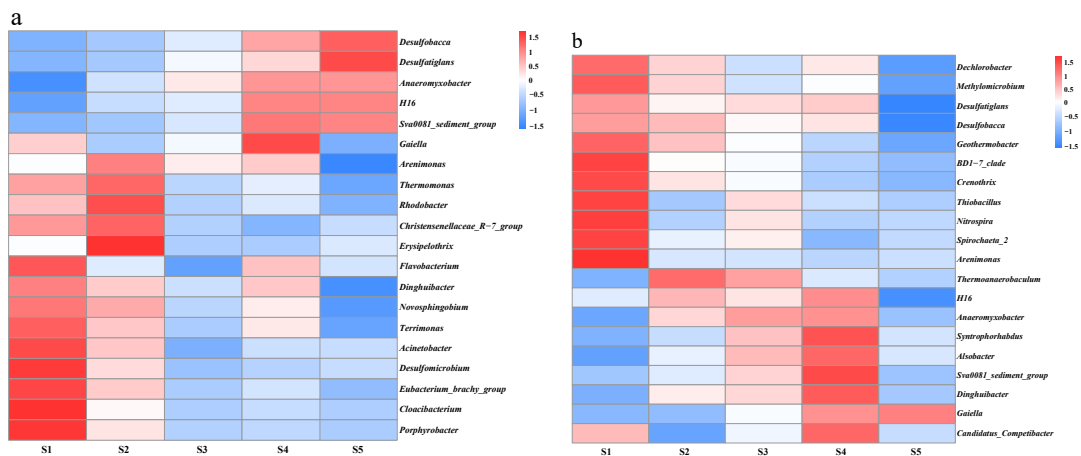 a
Desulfobacca
Desulfatiglans
Anaeromyxobacter
H16
Sva0081_sediment_group
Gaiella
Arenimonas
Thermomonas
Rhodobacter
Christensenellaceae_R−7_group
Erysipelothrix
Flavobacterium
Dinghuibacter
Novosphingobium
Terrimonas
Acinetobacter
Desulfomicrobium
Eubacterium_brachy_group
Cloacibacterium
Porphyrobacter
S1 S2 S3 S4 S5
1.5
1
0.5
0
−0.5
−1
−1.5
b
Dechlorobacter
Methylomicrobium
Desulfatiglans
Desulfobacca
Geothermobacter
BD1−7_clade
Crenothrix
Thiobacillus
Nitrospira
Spirochaeta_2
Arenimonas
Thermoanaerobaculum
H16
Anaeromyxobacter
Syntrophorhabdus
Alsobacter
Sva0081_sediment_group
Dinghuibacter
Gaiella
Candidatus_Competibacter
S1 S2 S3 S4 S5
1.5
1
0.5
0
−0.5
−1
−1.5